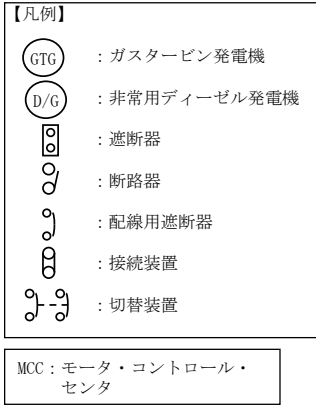 【凡例】
GTG :ガスタービン発電機
D/G :非常用ディーゼル発電機
:遮断器
:断路器
:配線用遮断器
:接続装置
:切替装置
MCC:モータ・コントロール・
センタ